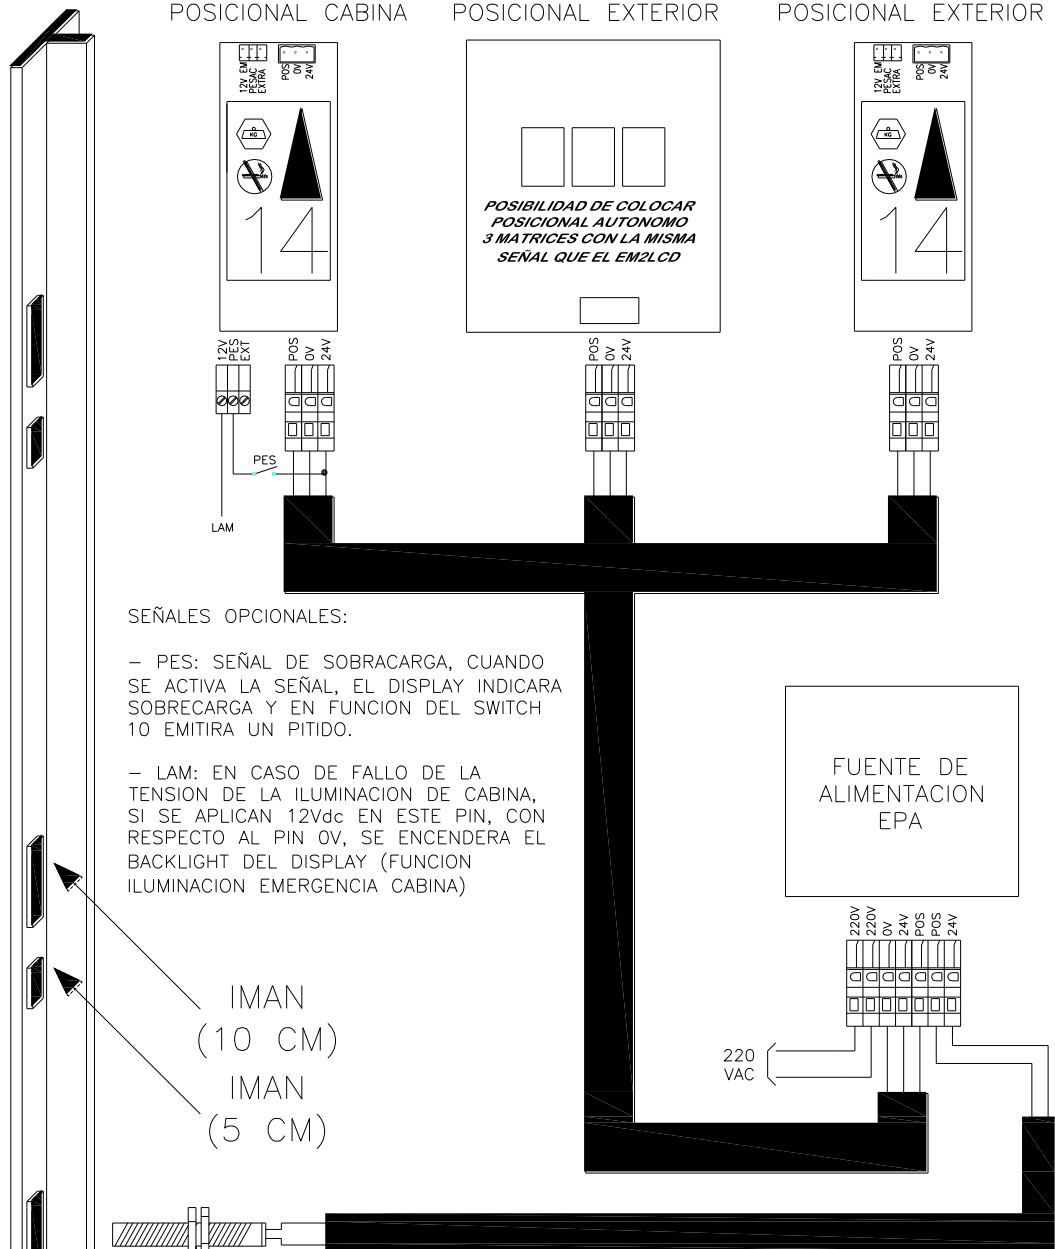 POSICIONAL CABINA
POSICIONAL EXTERIOR
POSICIONAL EXTERIOR
12V EM
PESAC
EXTRA
POS
0V
24V
KG
14
POSIBILIDAD DE COLOCAR
POSICIONAL AUTONOMO
3 MATRICES CON LA MISMA
SEÑAL QUE EL EM2LCD
12V EM
PESAC
EXTRA
POS
0V
24V
KG
14
12V
PES
EXT
POS
0V
24V
POS
0V
24V
POS
0V
24V
PES
LAM
SEÑALES OPCIONALES:
– PES: SEÑAL DE SOBRACARGA, CUANDO
SE ACTIVA LA SEÑAL, EL DISPLAY INDICARA
SOBRECARGA Y EN FUNCION DEL SWITCH
10 EMITIRA UN PITIDO.
– LAM: EN CASO DE FALLO DE LA
TENSION DE LA ILUMINACION DE CABINA,
SI SE APLICAN 12Vdc EN ESTE PIN, CON
RESPECTO AL PIN 0V, SE ENCENDERA EL
BACKLIGHT DEL DISPLAY (FUNCION
ILUMINACION EMERGENCIA CABINA)
FUENTE DE
ALIMENTACION
EPA
220V
220V
0V
24V
POS
POS
24V
220
VAC
IMAN
(10 CM)
IMAN
(5 CM)